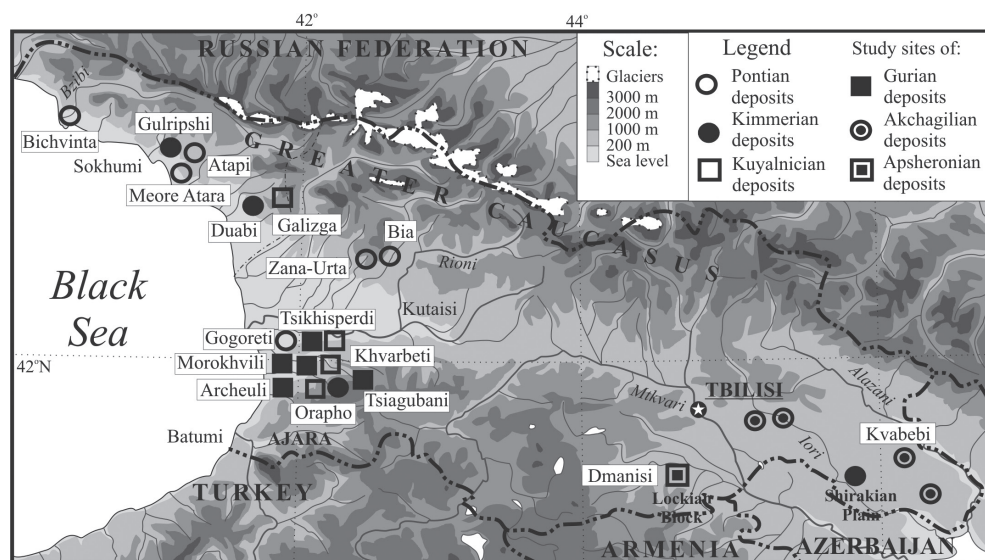 42°
44°
RUSSIAN FEDERATION
Scale:
Glaciers
3000 m
2000 m
1000 m
200 m
Sea level
Legend
Pontian
deposits
Kimmerian
deposits
Kuyalnician
deposits
Study sites of:
Gurian
deposits
Akchagilian
deposits
Apsheronian
deposits
Bzibi
Bichvinta
Gulripshi
Sokhumi
Atapi
Meore Atara
GREATER CAUCASUS
Duabi
Galizga
Bia
Zana-Urta
Rioni
Black
Sea
Kutaisi
Tsikhisperdi
Gogoreti
42°N
Morokhvili
Khvarbeti
Archeuli
Tsiagubani
Orapho
Mtkvari
TBILISI
Alazani
Iori
Kvabebi
Batumi
AJARA
Dmanisi
TURKEY
Lockian
Block
Shirakian
Plain
ARMENIA
AZERBAIJAN